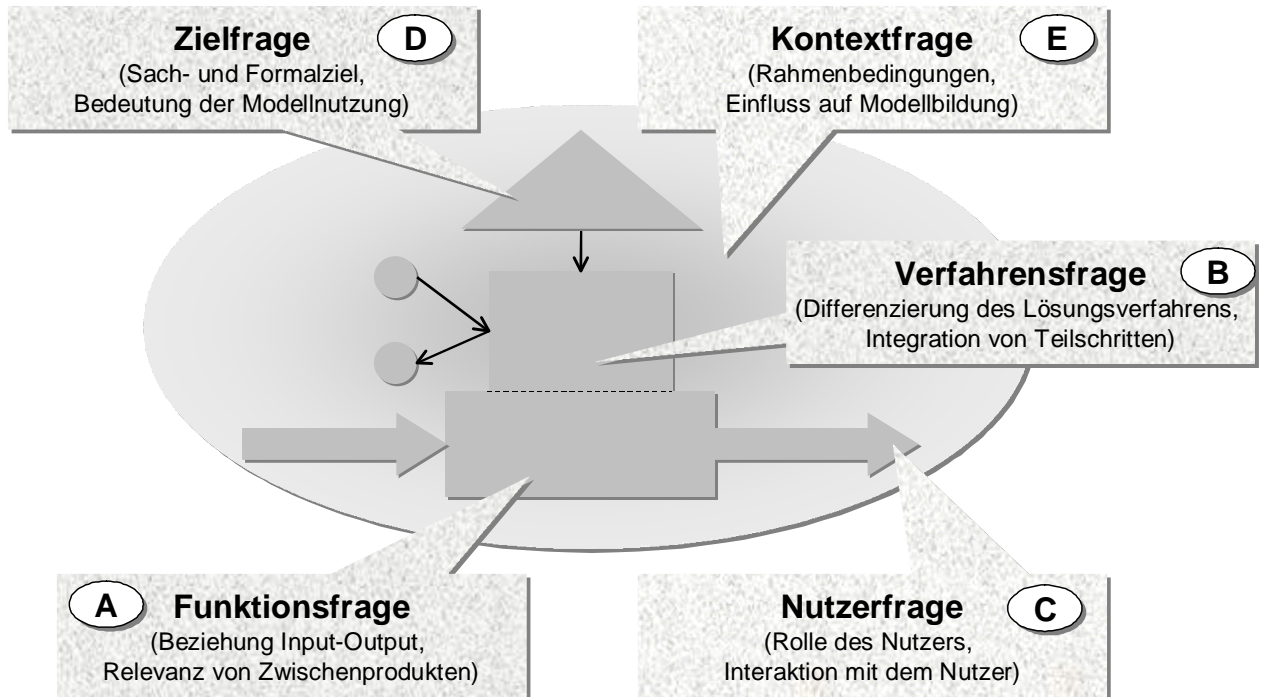 Zielfrage D
(Sach- und Formalziel,
Bedeutung der Modellnutzung)
Kontextfrage E
(Rahmenbedingungen,
Einfluss auf Modellbildung)
Verfahrensfrage B
(Differenzierung des Lösungsverfahrens,
Integration von Teilschritten)
A Funktionsfrage
(Beziehung Input-Output,
Relevanz von Zwischenprodukten)
Nutzerfrage C
(Rolle des Nutzers,
Interaktion mit dem Nutzer)